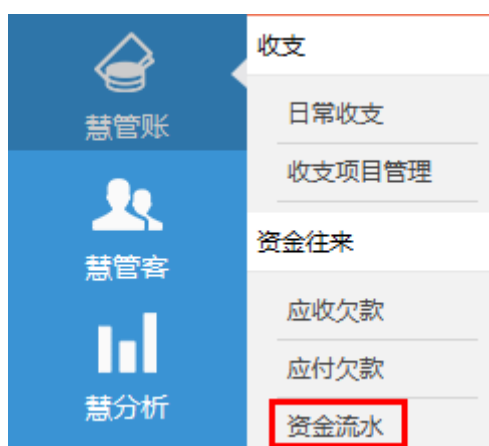 慧管账
慧管客
慧分析
收支
日常收支
收支项目管理
资金往来
应收欠款
应付欠款
资金流水